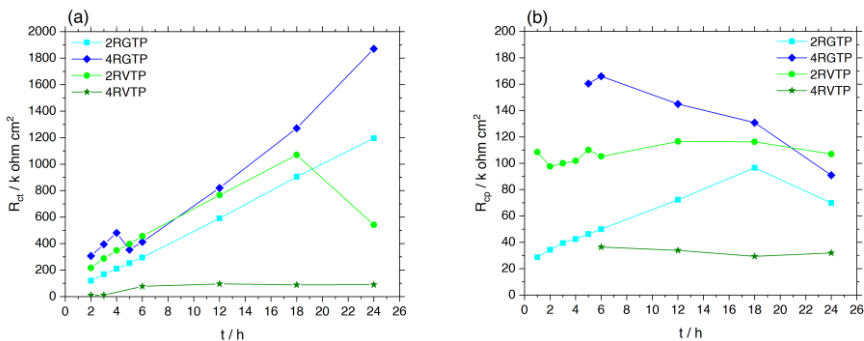 (a)
2RGTP
4RGTP
2RVTP
4RVTP
2000
1800
1600
1400
1200
1000
800
600
400
200
0
R_ct / k ohm cm²
0 2 4 6 8 10 12 14 16 18 20 22 24 26
t / h
(b)
2RGTP
4RGTP
2RVTP
4RVTP
200
180
160
140
120
100
80
60
40
20
0
R_cp / k ohm cm²
0 2 4 6 8 10 12 14 16 18 20 22 24 26
t / h